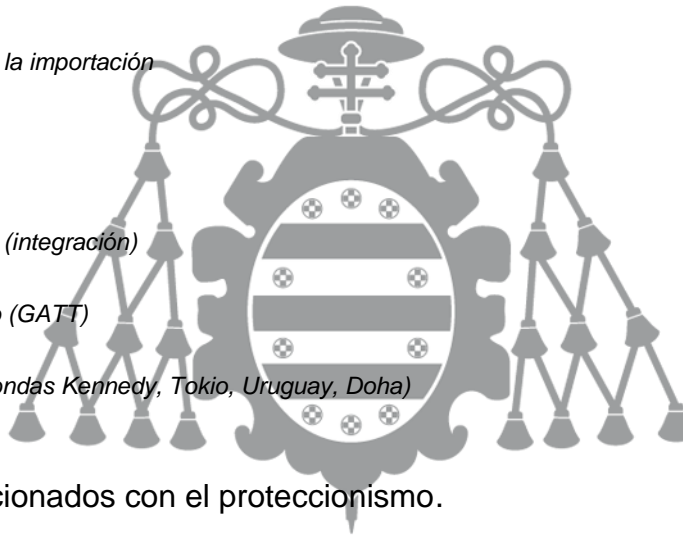 la importación
(integración)
o (GATT)
ondas Kennedy, Tokio, Uruguay, Doha)
cionados con el proteccionismo.